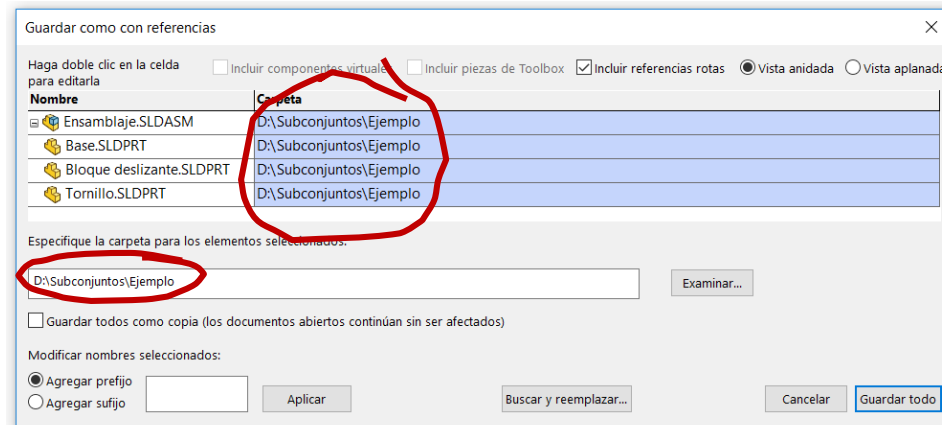 Guardar como con referencias
Haga doble clic en la celda
para editarla
Incluir componentes virtuales
Incluir piezas de Toolbox
Incluir referencias rotas
Vista anidada
Vista aplanada
Nombre Carpeta
Ensamblaje.SLDASM D:\Subconjuntos\Ejemplo
Base.SLDPRT D:\Subconjuntos\Ejemplo
Bloque deslizante.SLDPRT D:\Subconjuntos\Ejemplo
Tornillo.SLDPRT D:\Subconjuntos\Ejemplo
Especifique la carpeta para los elementos seleccionados:
D:\Subconjuntos\Ejemplo
Examinar...
Guardar todos como copia (los documentos abiertos continúan sin ser afectados)
Modificar nombres seleccionados:
Agregar prefijo
Agregar sufijo
Aplicar
Buscar y reemplazar...
Cancelar
Guardar todo